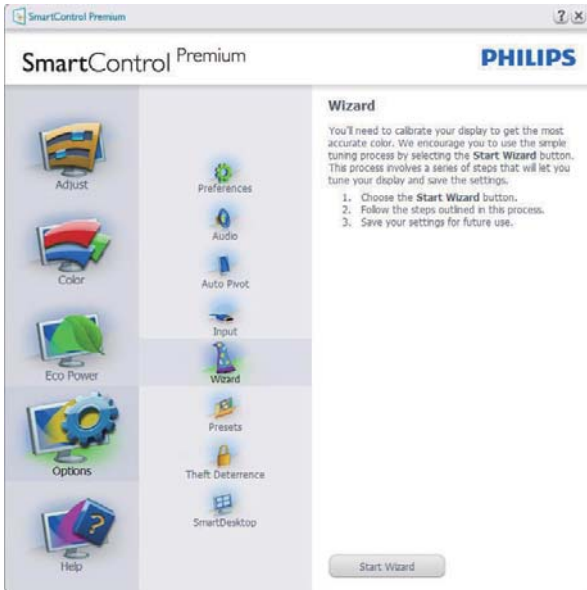 SmartControl Premium
? X
SmartControl Premium
PHILIPS
Adjust
Color
Eco Power
Options
Help
Preferences
Audio
Auto Pivot
Input
Wizard
Presets
Theft Deterrence
SmartDesktop
Wizard
You'll need to calibrate your display to get the most
accurate color. We encourage you to use the simple
tuning process by selecting the Start Wizard button.
This process involves a series of steps that will let you
tune your display and save the settings.
1. Choose the Start Wizard button.
2. Follow the steps outlined in this process.
3. Save your settings for future use.
Start Wizard